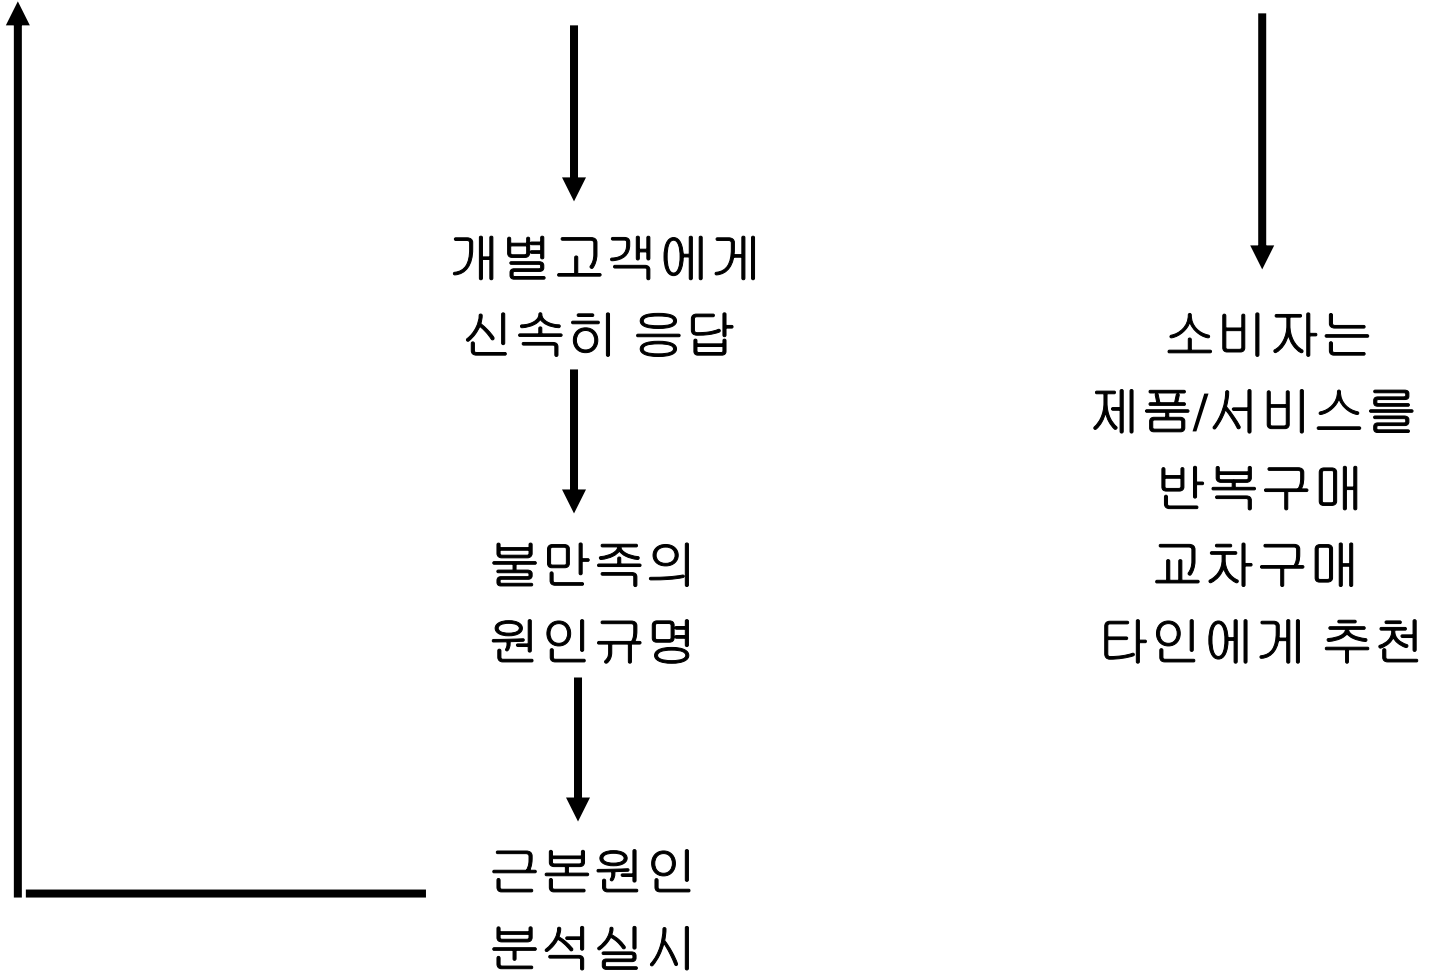 개별고객에게
신속히 응답
불만족의
원인규명
근본원인
분석실시
소비자는
제품/서비스를
반복구매
교차구매
타인에게 추천